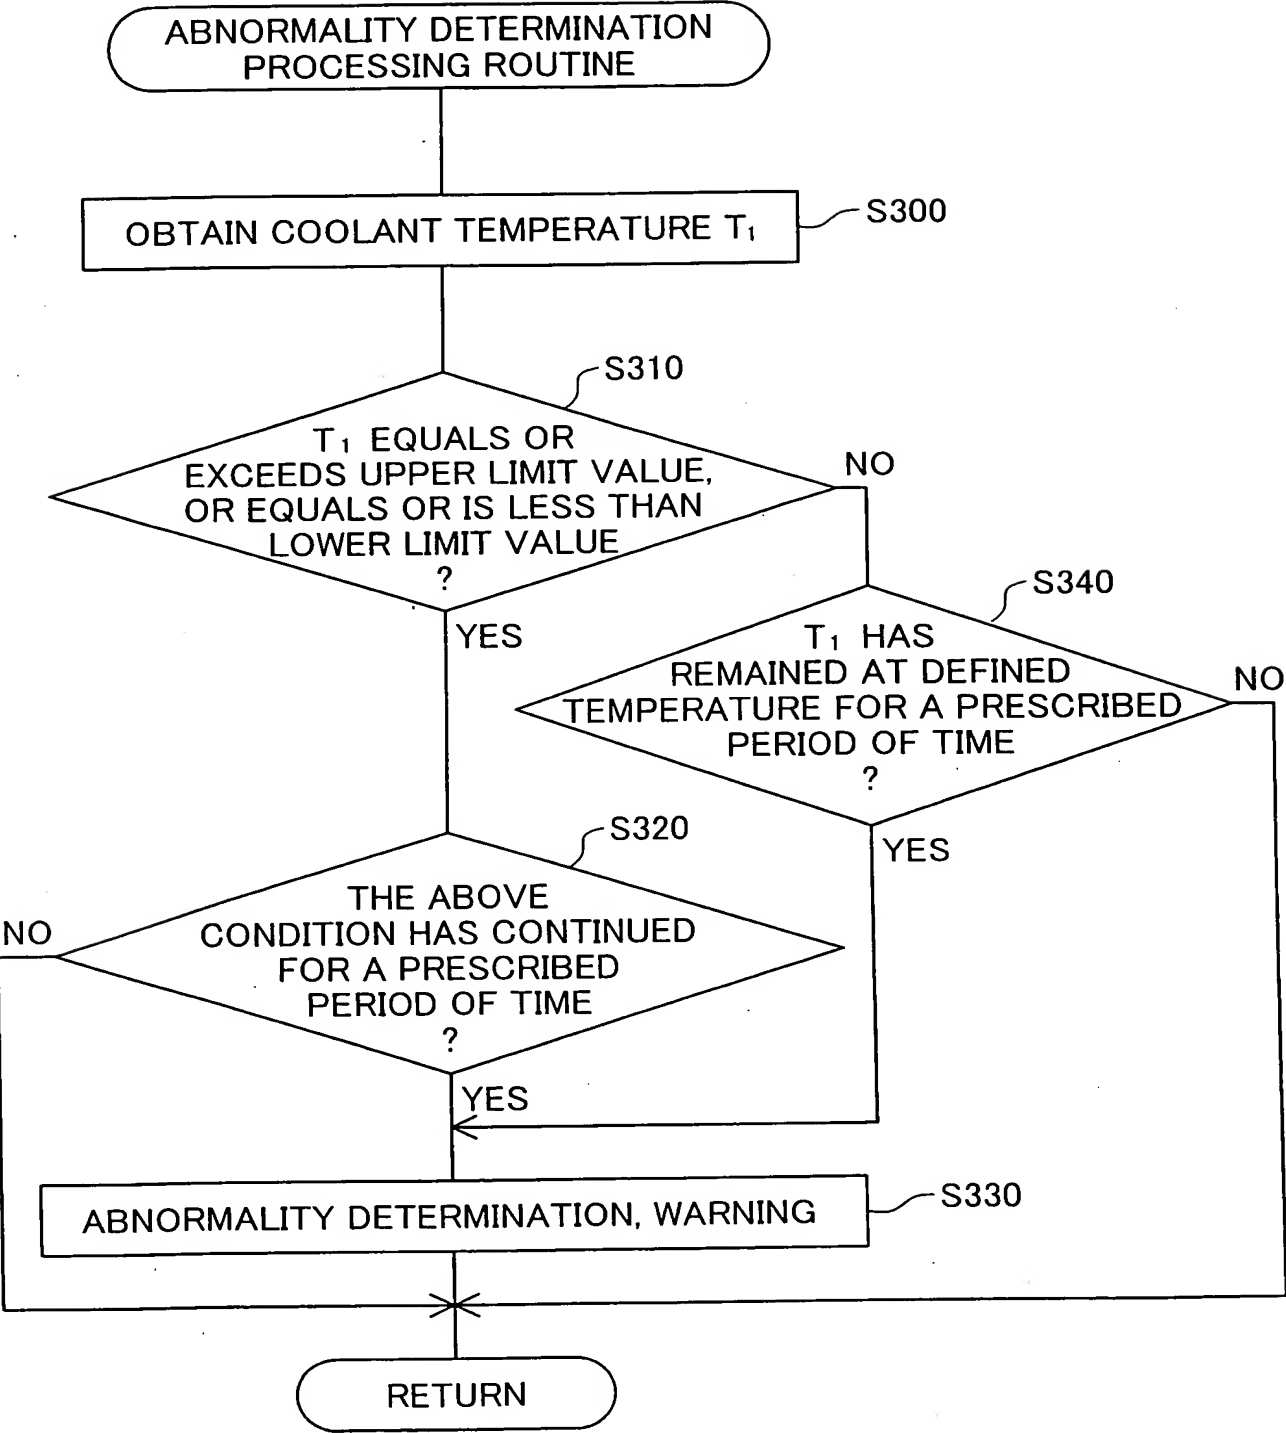 ABNORMALITY DETERMINATION
PROCESSING ROUTINE
OBTAIN COOLANT TEMPERATURE T₁
S300
S310
T₁ EQUALS OR
EXCEEDS UPPER LIMIT VALUE,
OR EQUALS OR IS LESS THAN
LOWER LIMIT VALUE
?
NO
YES
S340
T₁ HAS
REMAINED AT DEFINED
TEMPERATURE FOR A PRESCRIBED
PERIOD OF TIME
?
NO
YES
S320
THE ABOVE
CONDITION HAS CONTINUED
FOR A PRESCRIBED
PERIOD OF TIME
?
NO
YES
ABNORMALITY DETERMINATION, WARNING
S330
RETURN